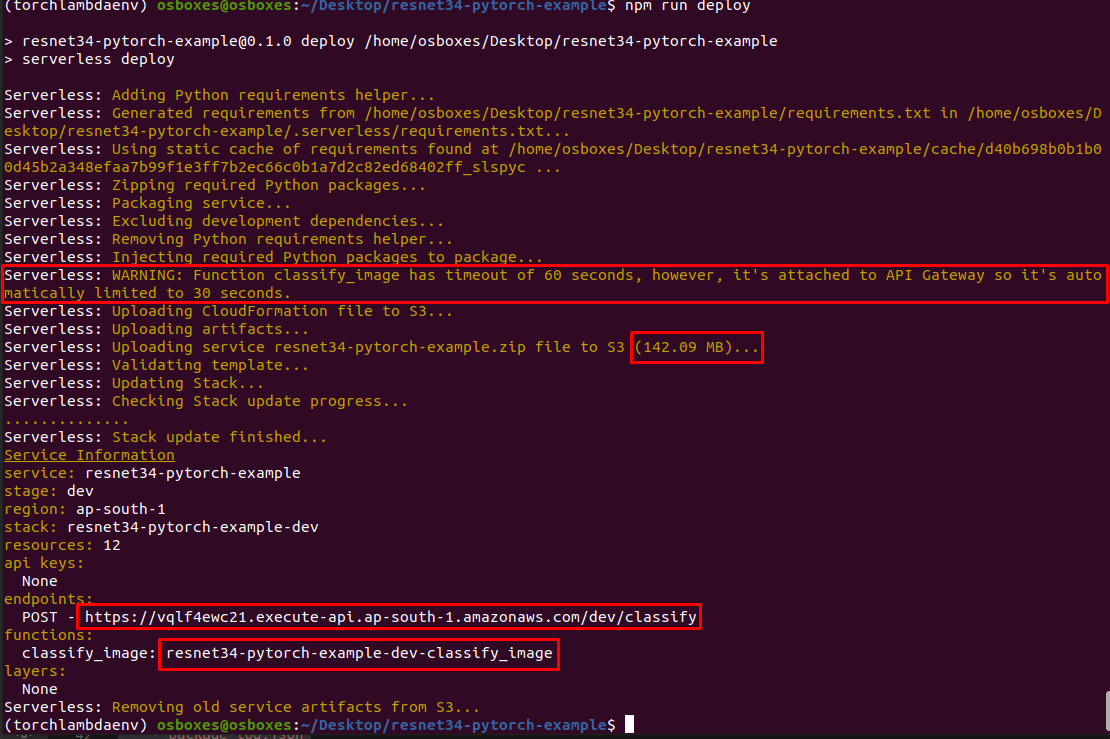 (torchlambdaenv) osboxes@osboxes:~/Desktop/resnet34-pytorch-example$ npm run deploy
> resnet34-pytorch-example@0.1.0 deploy /home/osboxes/Desktop/resnet34-pytorch-example
> serverless deploy
Serverless: Adding Python requirements helper...
Serverless: Generated requirements from /home/osboxes/Desktop/resnet34-pytorch-example/requirements.txt in /home/osboxes/D
esktop/resnet34-pytorch-example/.serverless/requirements.txt...
Serverless: Using static cache of requirements found at /home/osboxes/Desktop/resnet34-pytorch-example/cache/d40b698b0b1b0
0d45b2a348efaa7b99f1e3ff7b2ec66c0b1a7d2c82ed68402ff_slspyc ...
Serverless: Zipping required Python packages...
Serverless: Packaging service...
Serverless: Excluding development dependencies...
Serverless: Removing Python requirements helper...
Serverless: Injecting required Python packages to package...
Serverless: WARNING: Function classify_image has timeout of 60 seconds, however, it's attached to API Gateway so it's auto
matically limited to 30 seconds.
Serverless: Uploading CloudFormation file to S3...
Serverless: Uploading artifacts...
Serverless: Uploading service resnet34-pytorch-example.zip file to S3 (142.09 MB)...
Serverless: Validating template...
Serverless: Updating Stack...
Serverless: Checking Stack update progress...
..............
Serverless: Stack update finished...
Service Information
service: resnet34-pytorch-example
stage: dev
region: ap-south-1
stack: resnet34-pytorch-example-dev
resources: 12
api keys:
  None
endpoints:
  POST - https://vqlf4ewc21.execute-api.ap-south-1.amazonaws.com/dev/classify
functions:
  classify_image: resnet34-pytorch-example-dev-classify_image
layers:
  None
Serverless: Removing old service artifacts from S3...
(torchlambdaenv) osboxes@osboxes:~/Desktop/resnet34-pytorch-example$